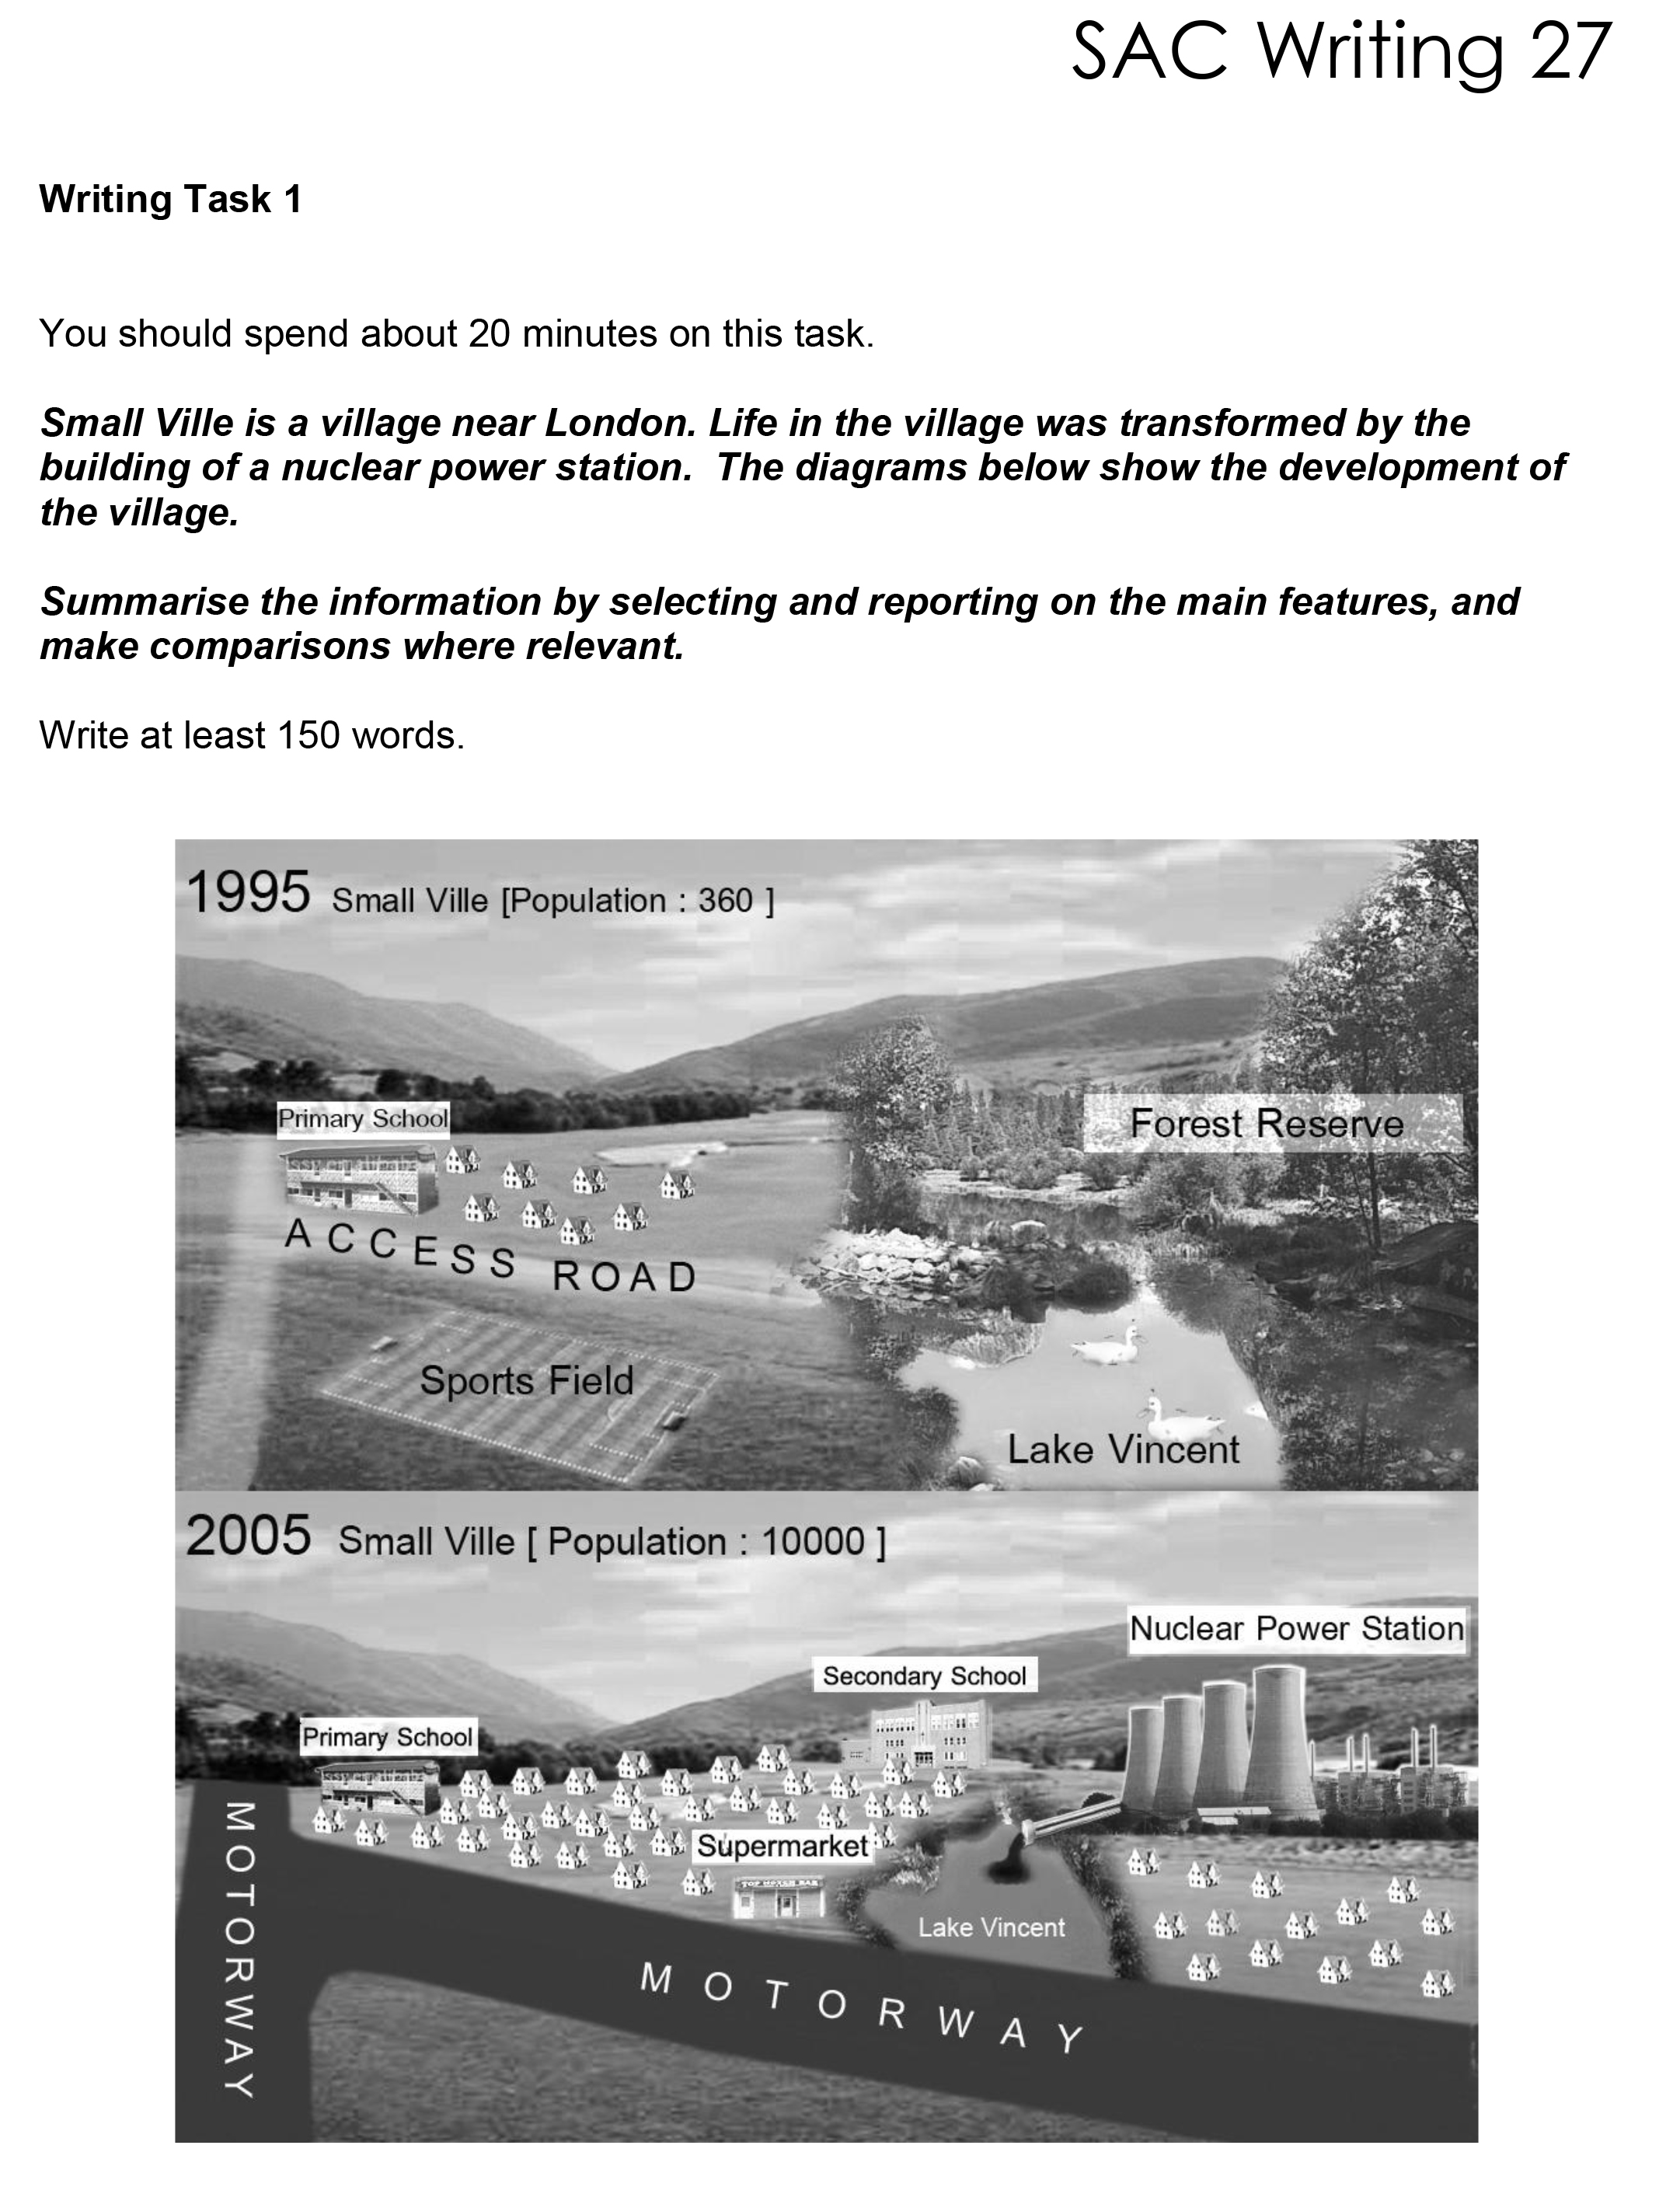 SAC Writing 27
Writing Task 1
You should spend about 20 minutes on this task.
Small Ville is a village near London. Life in the village was transformed by the
building of a nuclear power station.  The diagrams below show the development of
the village.
Summarise the information by selecting and reporting on the main features, and
make comparisons where relevant.
Write at least 150 words.
1995 Small Ville [Population : 360 ]
Primary School
Forest Reserve
ACCESS ROAD
Sports Field
Lake Vincent
2005 Small Ville [ Population : 10000 ]
Nuclear Power Station
Secondary School
Primary School
MOTORWAY
Supermarket
Lake Vincent
MOTORWAY